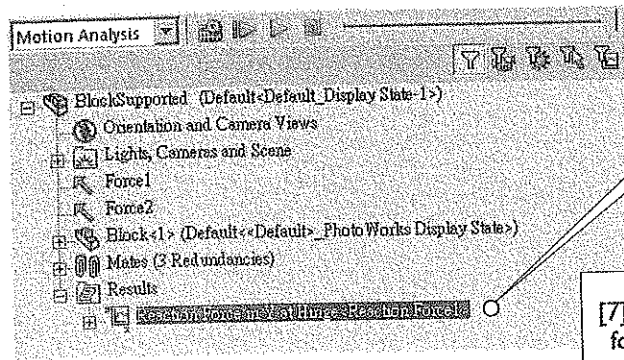 Motion Analysis
BlockSupported (Default<Default_Display State-1>)
Orientation and Camera Views
Lights, Cameras and Scene
Force1
Force2
Block<1> (Default<<Default>_PhotoWorks Display State>)
Mates (3 Redundancies)
Results
Reaction Force in Y at Hinge<Reaction Force1>
[7]
fo